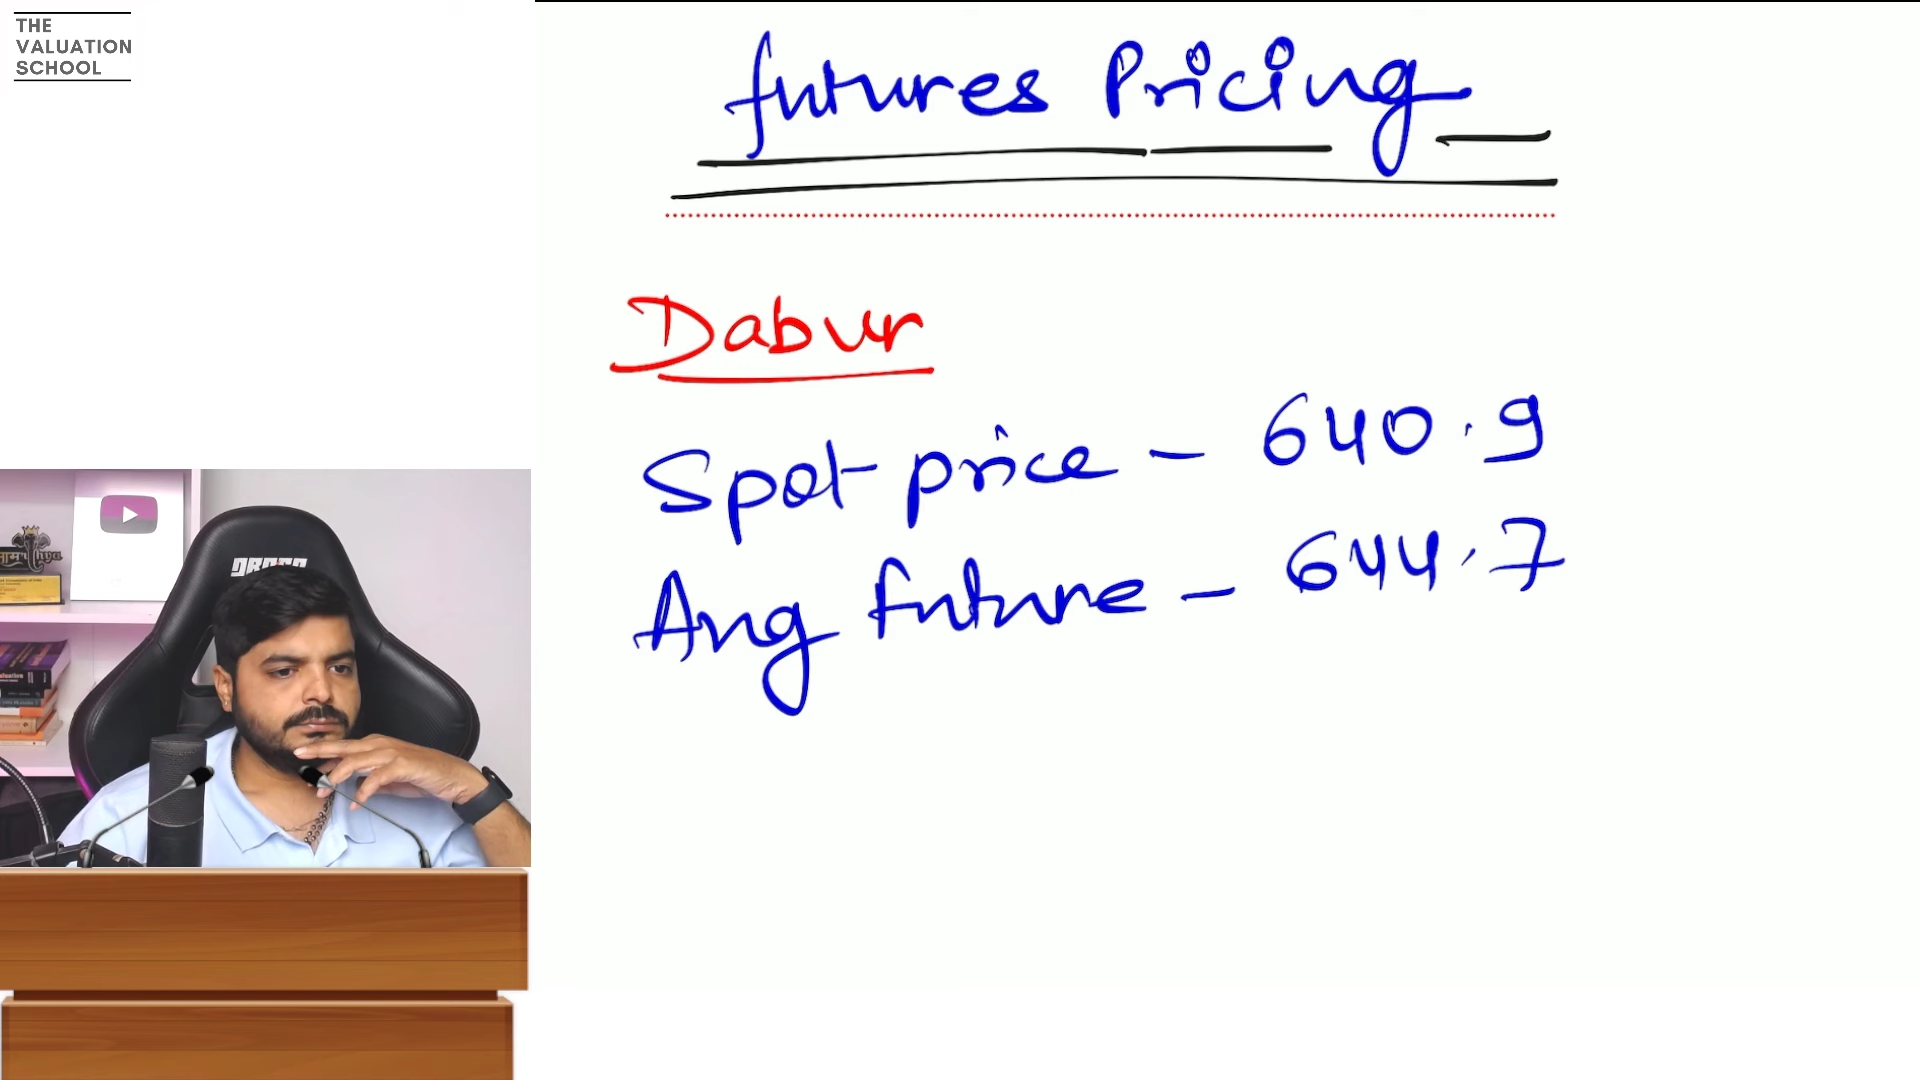 THE
VALUATION
SCHOOL
futures Pricing
Dabur
Spot price - 640.9
Aug future - 644.7